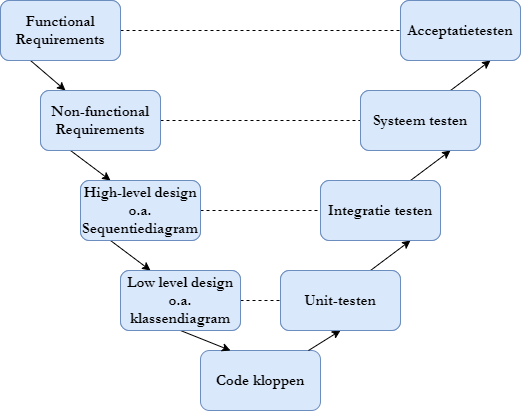 Functional
Requirements
Acceptatietesten
Non-functional
Requirements
Systeem testen
High-level design
o.a.
Sequentiediagram
Integratie testen
Low level design
o.a.
klassendiagram
Unit-testen
Code kloppen